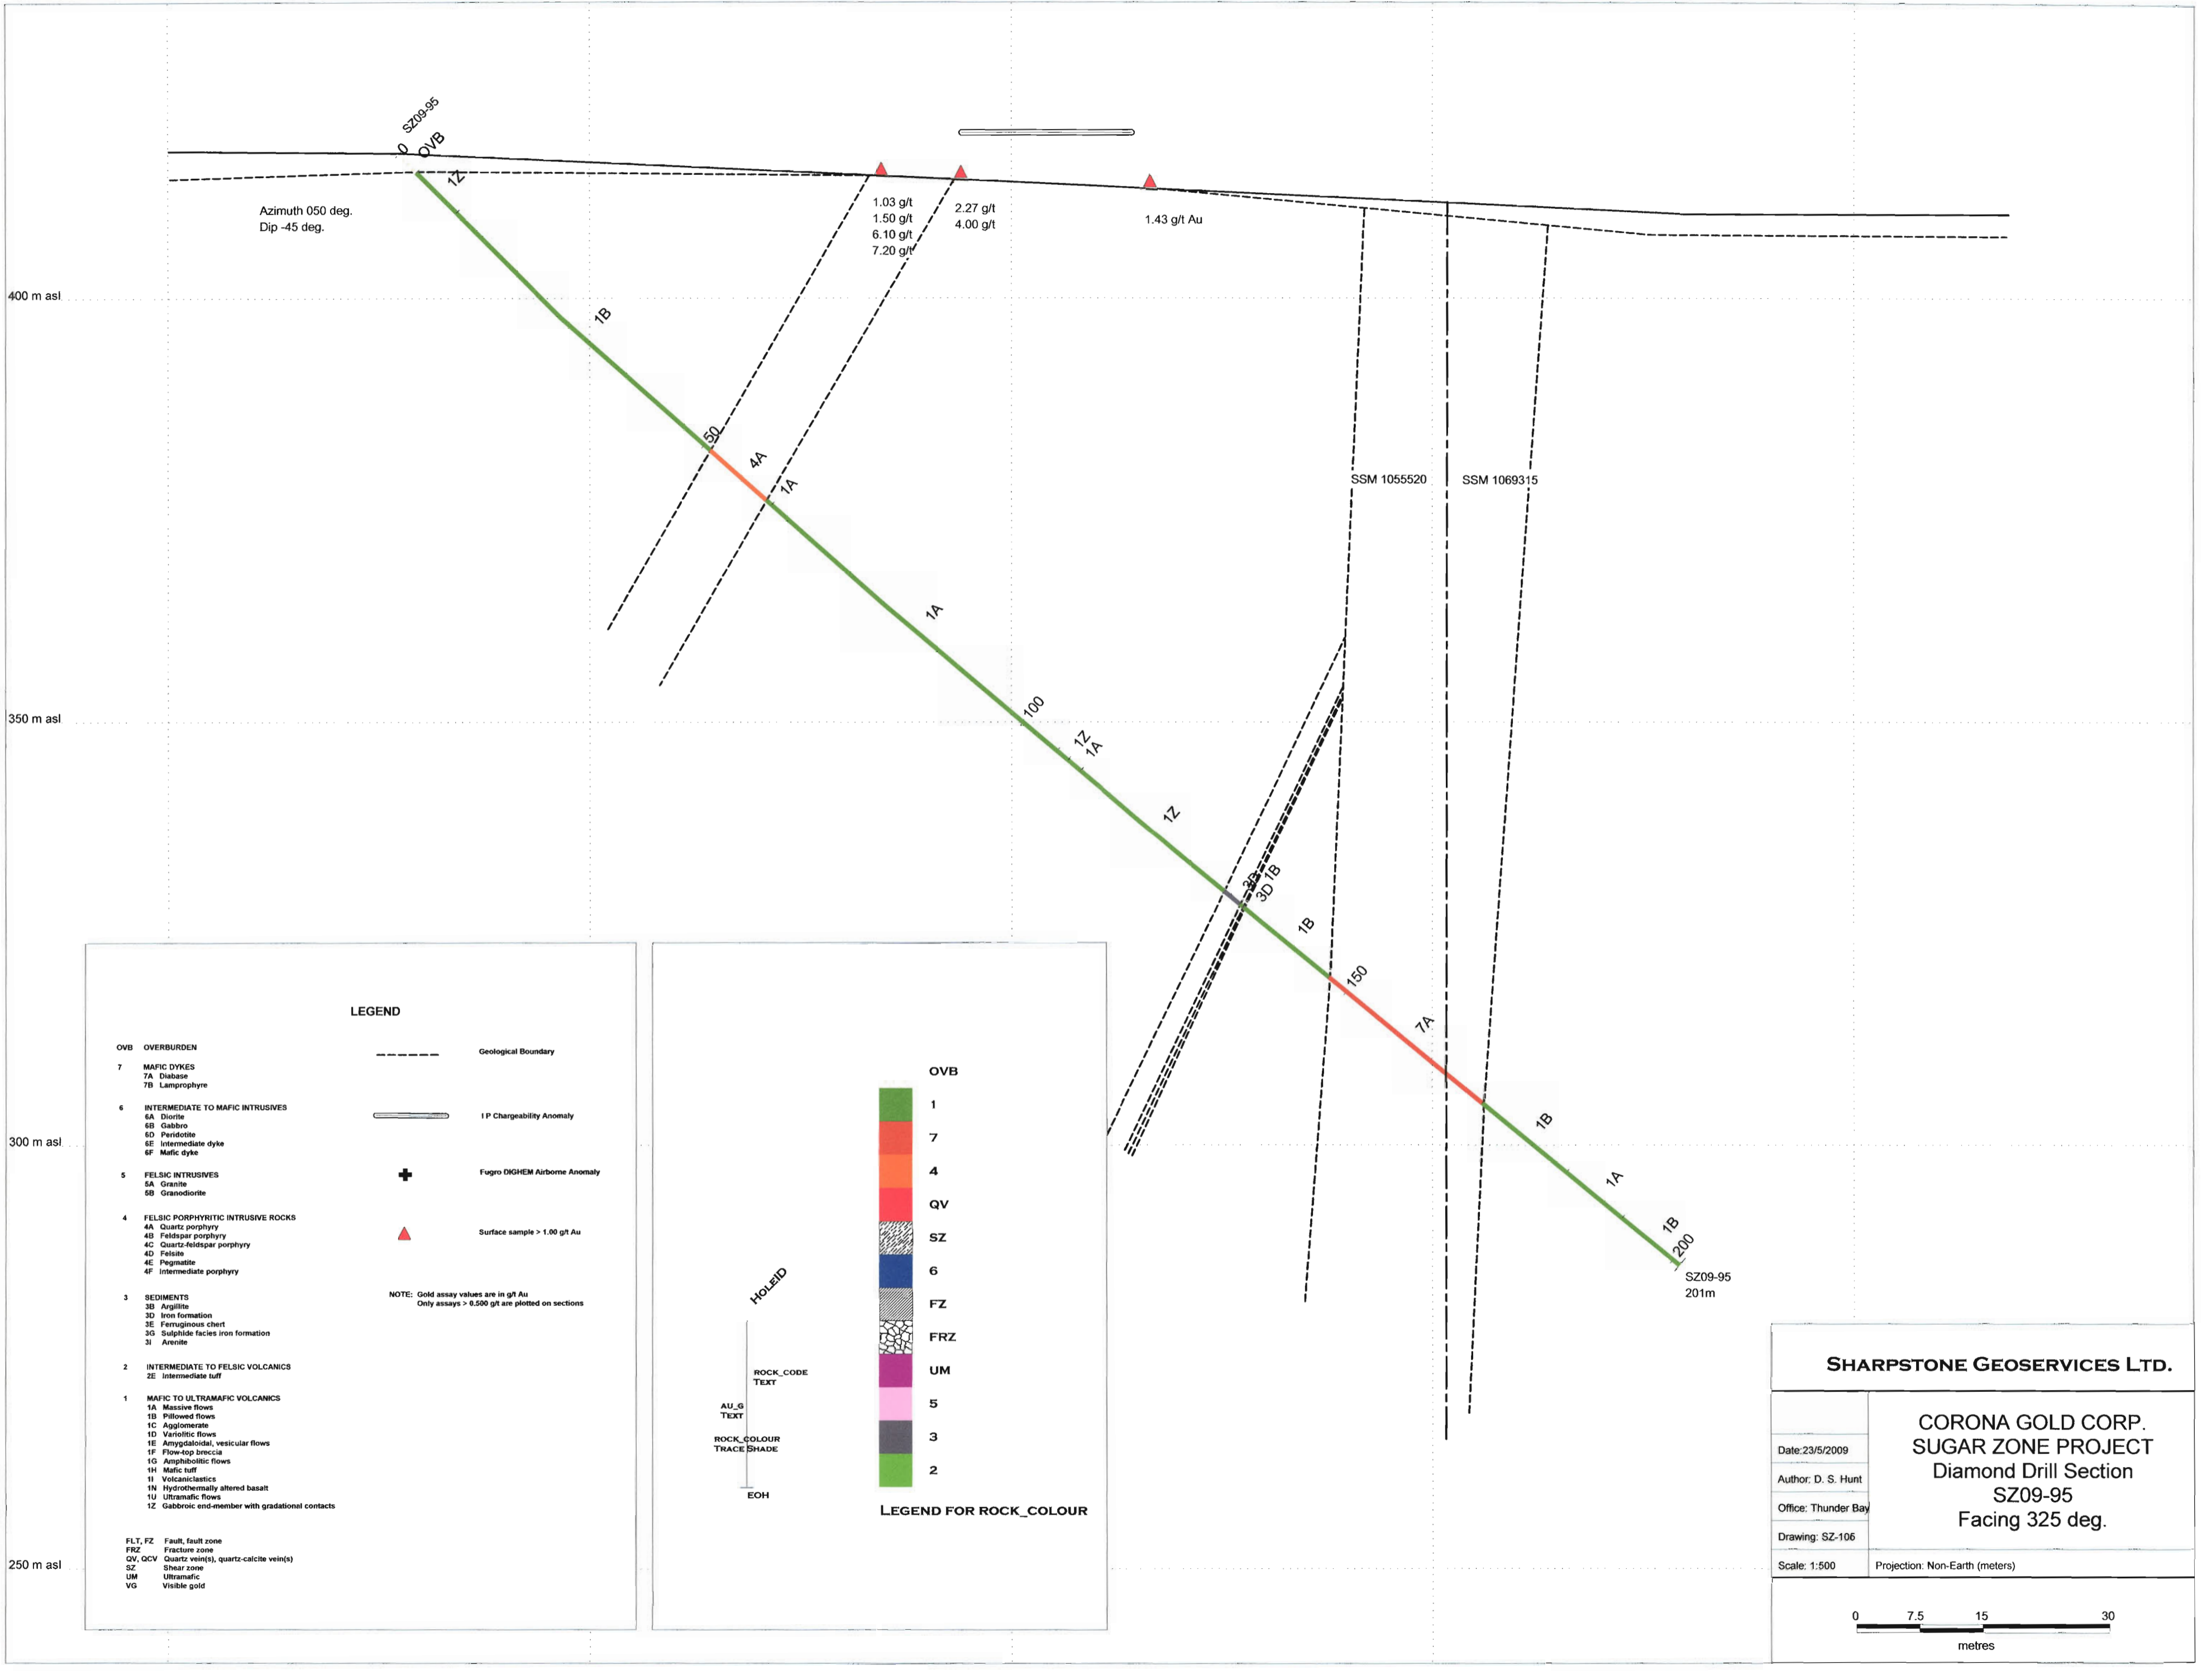 SZ09-95
0
OVB
1Z
Azimuth 050 deg.
Dip -45 deg.
1.03 g/t
1.50 g/t
6.10 g/t
7.20 g/t
2.27 g/t
4.00 g/t
1.43 g/t Au
400 m asl
1B
50
4A
1A
SSM 1055520
SSM 1069315
1A
350 m asl
100
1Z
1A
1Z
3D
1B
3D
1B
150
7A
300 m asl
1B
1A
1B
200
SZ09-95
201m
250 m asl
LEGEND
OVB OVERBURDEN
7 MAFIC DYKES
7A Diabase
7B Lamprophyre
6 INTERMEDIATE TO MAFIC INTRUSIVES
6A Diorite
6B Gabbro
6D Peridotite
6E Intermediate dyke
6F Mafic dyke
5 FELSIC INTRUSIVES
5A Granite
5B Granodiorite
4 FELSIC PORPHYRITIC INTRUSIVE ROCKS
4A Quartz porphyry
4B Feldspar porphyry
4C Quartz-feldspar porphyry
4D Felsite
4E Pegmatite
4F Intermediate porphyry
3 SEDIMENTS
3B Argillite
3D Iron formation
3E Ferruginous chert
3G Sulphide facies iron formation
3I Arenite
2 INTERMEDIATE TO FELSIC VOLCANICS
2E Intermediate tuff
1 MAFIC TO ULTRAMAFIC VOLCANICS
1A Massive flows
1B Pillowed flows
1C Agglomerate
1D Variolitic flows
1E Amygdaloidal, vesicular flows
1F Flow-top breccia
1G Amphibolitic flows
1H Mafic tuff
1I Volcaniclastics
1N Hydrothermally altered basalt
1U Ultramafic flows
1Z Gabbroic end-member with gradational contacts
FLT, FZ Fault, fault zone
FRZ Fracture zone
QV, QCV Quartz vein(s), quartz-calcite vein(s)
SZ Shear zone
UM Ultramafic
VG Visible gold
Geological Boundary
I P Chargeability Anomaly
Fugro DIGHEM Airborne Anomaly
Surface sample > 1.00 g/t Au
NOTE: Gold assay values are in g/t Au
Only assays > 0.500 g/t are plotted on sections
HOLEID
ROCK_CODE
TEXT
AU_G
TEXT
ROCK_COLOUR
TRACE SHADE
EOH
OVB
1
7
4
QV
SZ
6
FZ
FRZ
UM
5
3
2
LEGEND FOR ROCK_COLOUR
SHARPSTONE GEOSERVICES LTD.
CORONA GOLD CORP.
SUGAR ZONE PROJECT
Diamond Drill Section
SZ09-95
Facing 325 deg.
Date:23/5/2009
Author: D. S. Hunt
Office: Thunder Bay
Drawing: SZ-106
Scale: 1:500
Projection: Non-Earth (meters)
0 7.5 15 30
metres